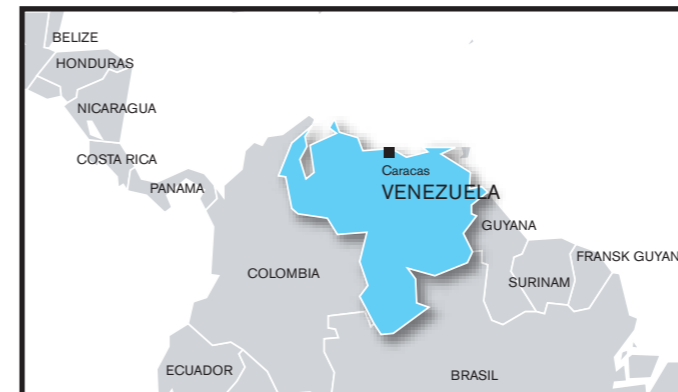 BELIZE
HONDURAS
NICARAGUA
COSTA RICA
PANAMA
Caracas
VENEZUELA
GUYANA
FRANSK GUYAN
SURINAM
COLOMBIA
ECUADOR
BRASIL